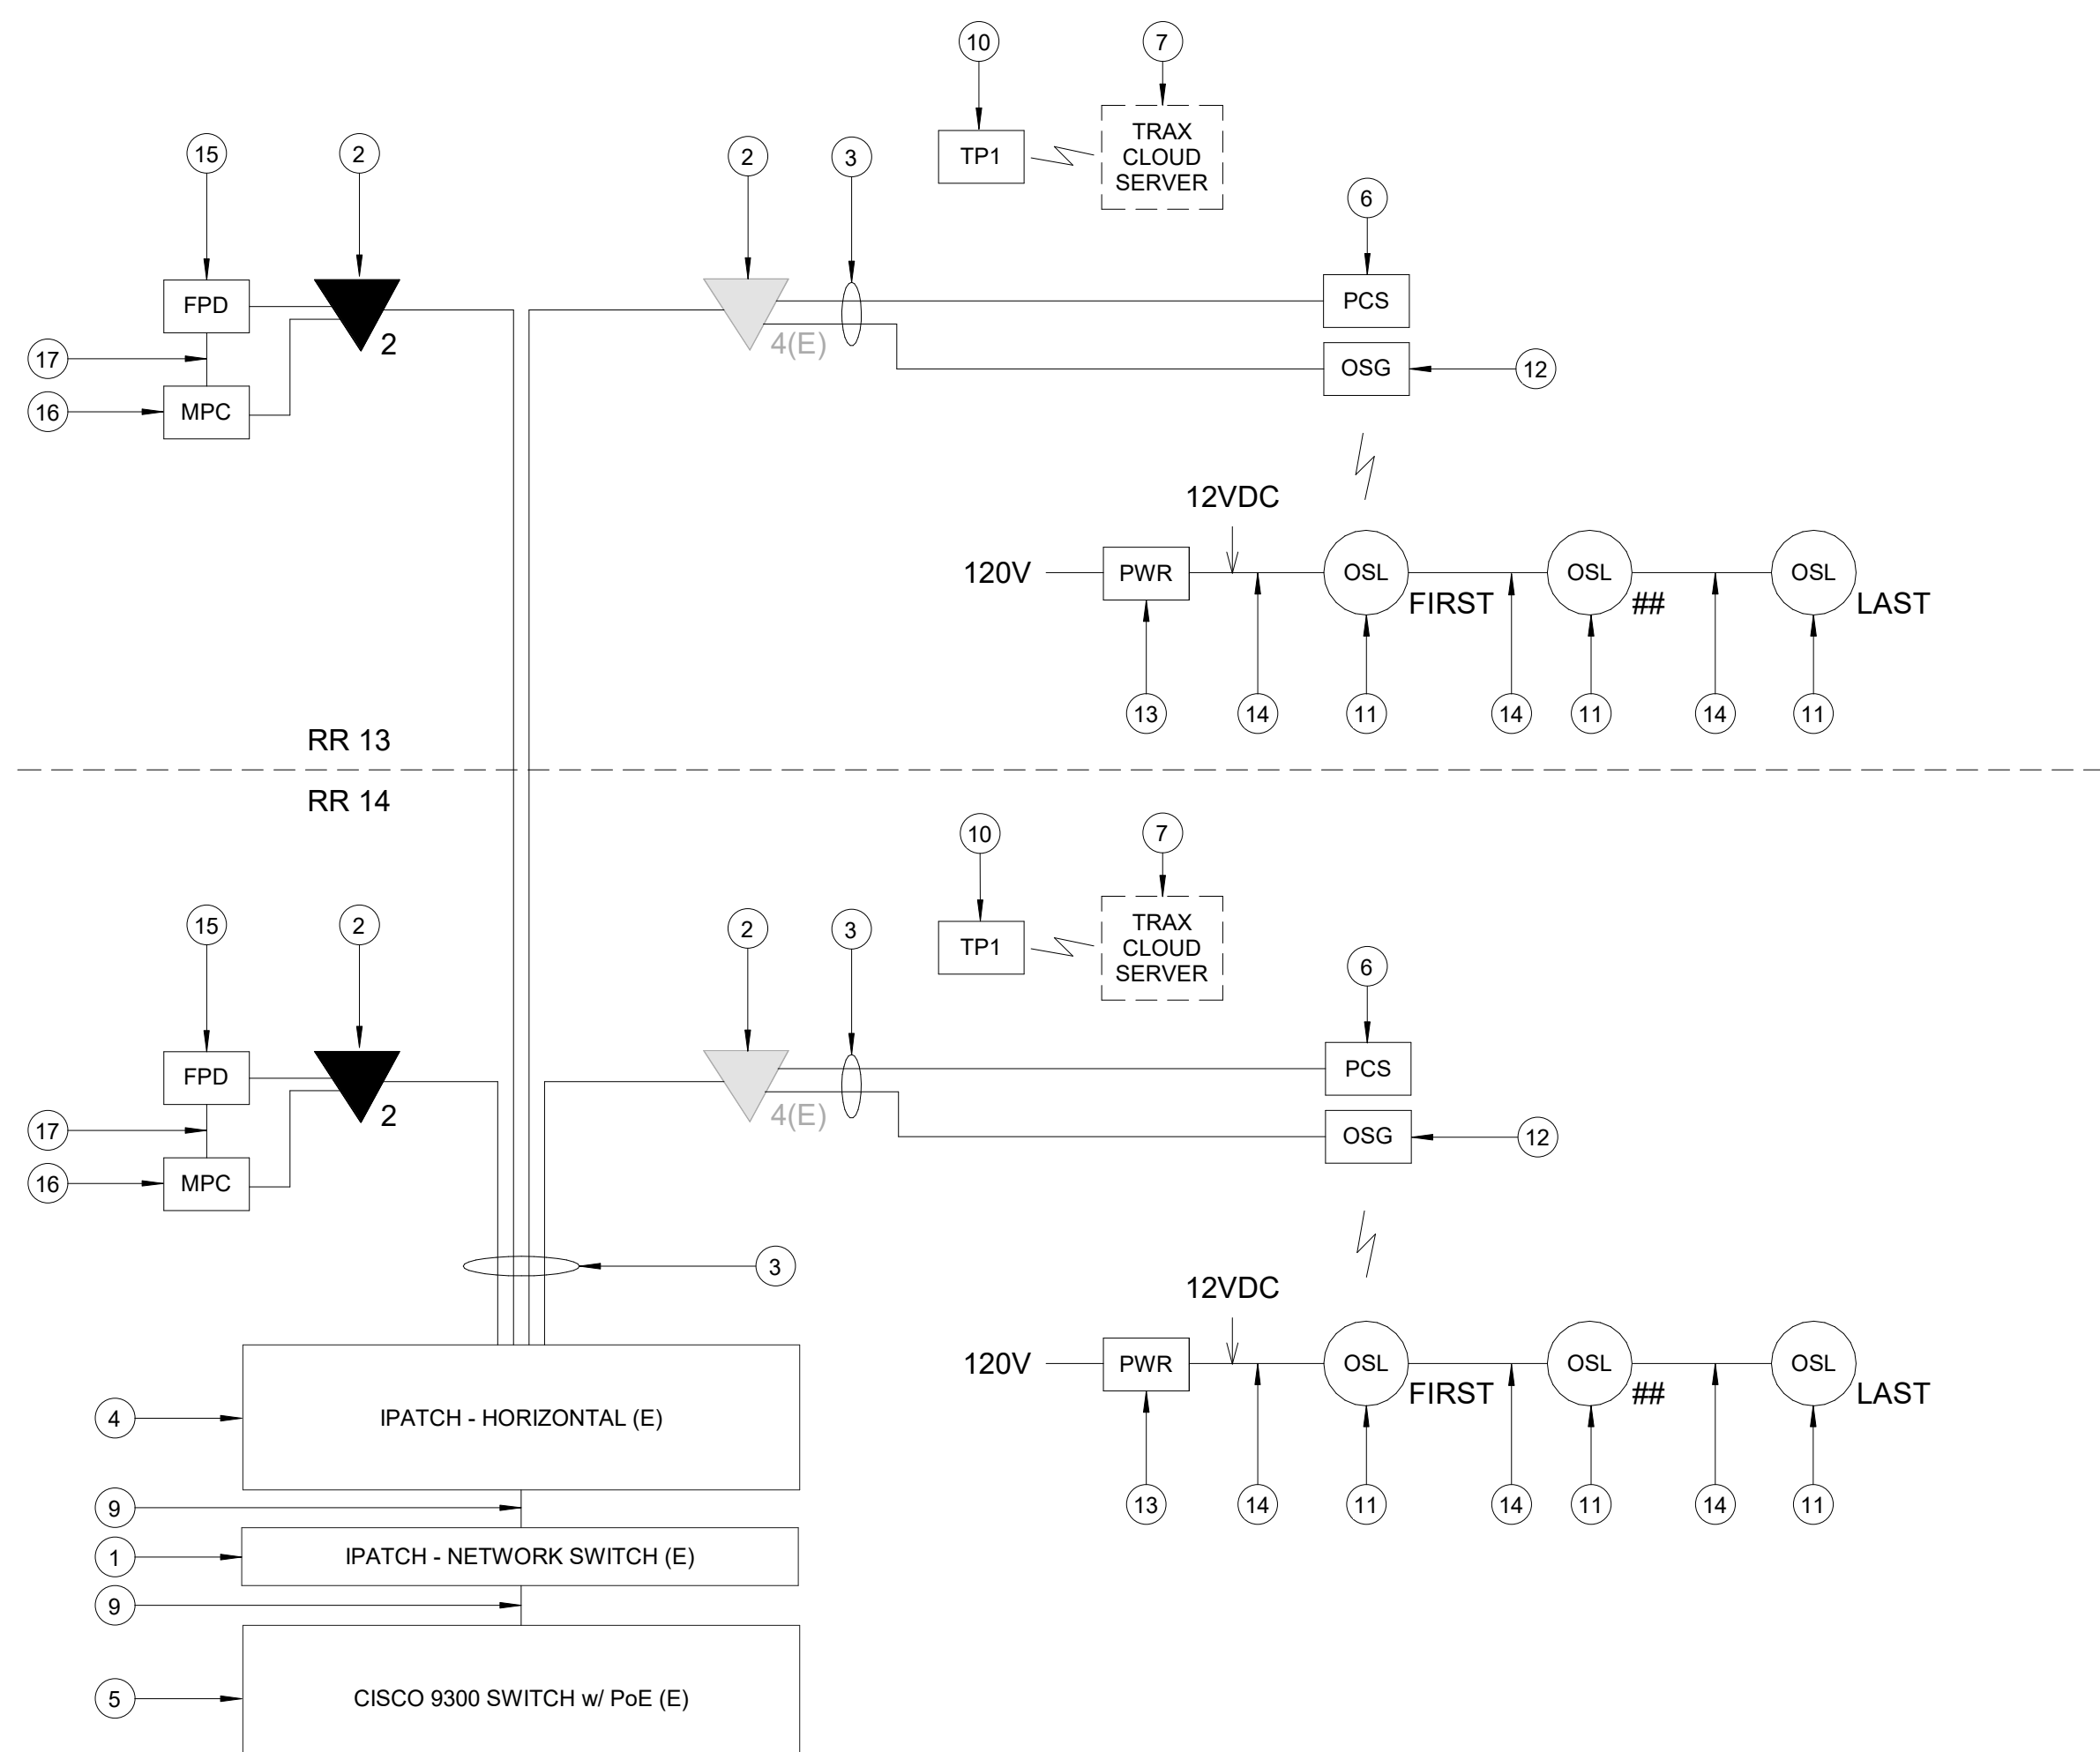 10
7
TRAX
CLOUD
SERVER
TP1
15
2
2
3
6
FPD
2
4(E)
PCS
17
OSG
12
16
MPC
12VDC
120V
PWR
OSL
OSL
OSL
FIRST
##
LAST
13
14
11
14
11
14
11
RR 13
RR 14
10
7
TRAX
CLOUD
SERVER
TP1
15
2
2
3
6
FPD
2
4(E)
PCS
17
OSG
12
16
MPC
3
12VDC
120V
PWR
OSL
OSL
OSL
FIRST
##
LAST
4
IPATCH - HORIZONTAL (E)
13
14
11
14
11
14
11
9
1
IPATCH - NETWORK SWITCH (E)
9
5
CISCO 9300 SWITCH w/ PoE (E)